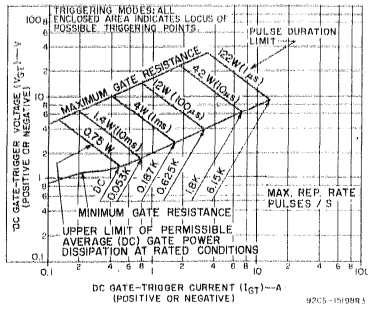 TRIGGERING MODES: ALL
ENCLOSED AREA INDICATES LOCUS OF
POSSIBLE TRIGGERING POINTS.
PULSE DURATION
LIMIT
122W(1μs)
42W(10μs)
12W(100μs)
4W(1ms)
1.4W(10ms)
0.75 W
MAXIMUM GATE RESISTANCE
DC GATE-TRIGGER VOLTAGE (VGT)—V
(POSITIVE OR NEGATIVE)
100
8
6
4
2
10
8
6
4
2
1
8
6
4
2
0.1
DC
0.053K
0.187K
0.625K
1.8K
6.15K
MAX. REP. RATE
PULSES / S
MINIMUM GATE RESISTANCE
UPPER LIMIT OF PERMISSIBLE
AVERAGE (DC) GATE POWER
DISSIPATION AT RATED CONDITIONS
0.1 2 4 6 8 1 2 4 6 8 10 2 4 6 8 100
DC GATE-TRIGGER CURRENT (IGT)—A
(POSITIVE OR NEGATIVE)
92CS-15198R3